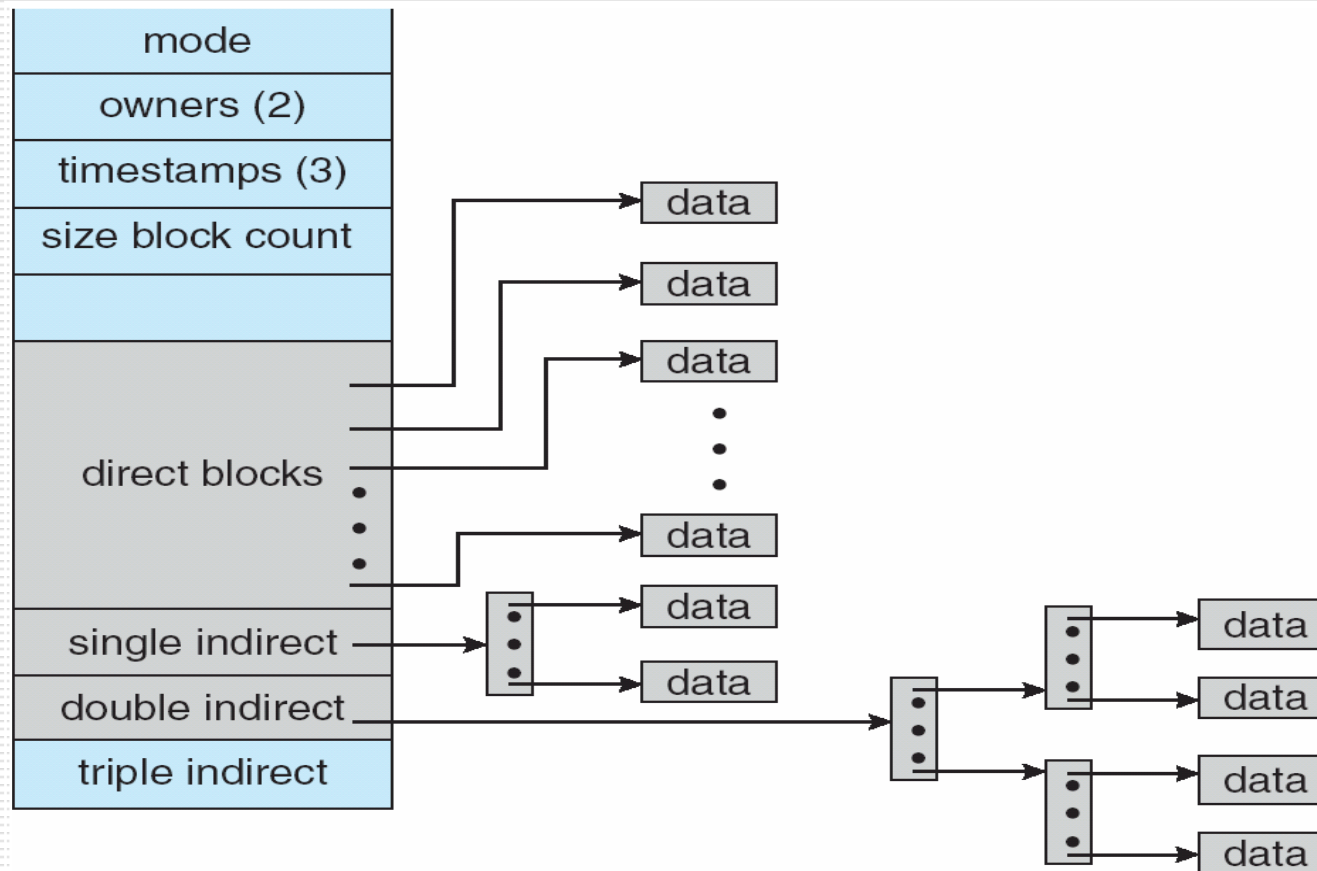 mode
owners (2)
timestamps (3)
size block count
direct blocks
single indirect
double indirect
triple indirect
data
data
data
data
data
data
data
data
data
data